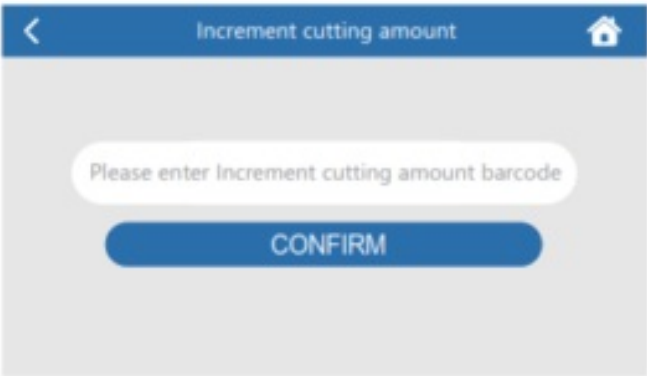 Increment cutting amount
Please enter Increment cutting amount barcode
CONFIRM